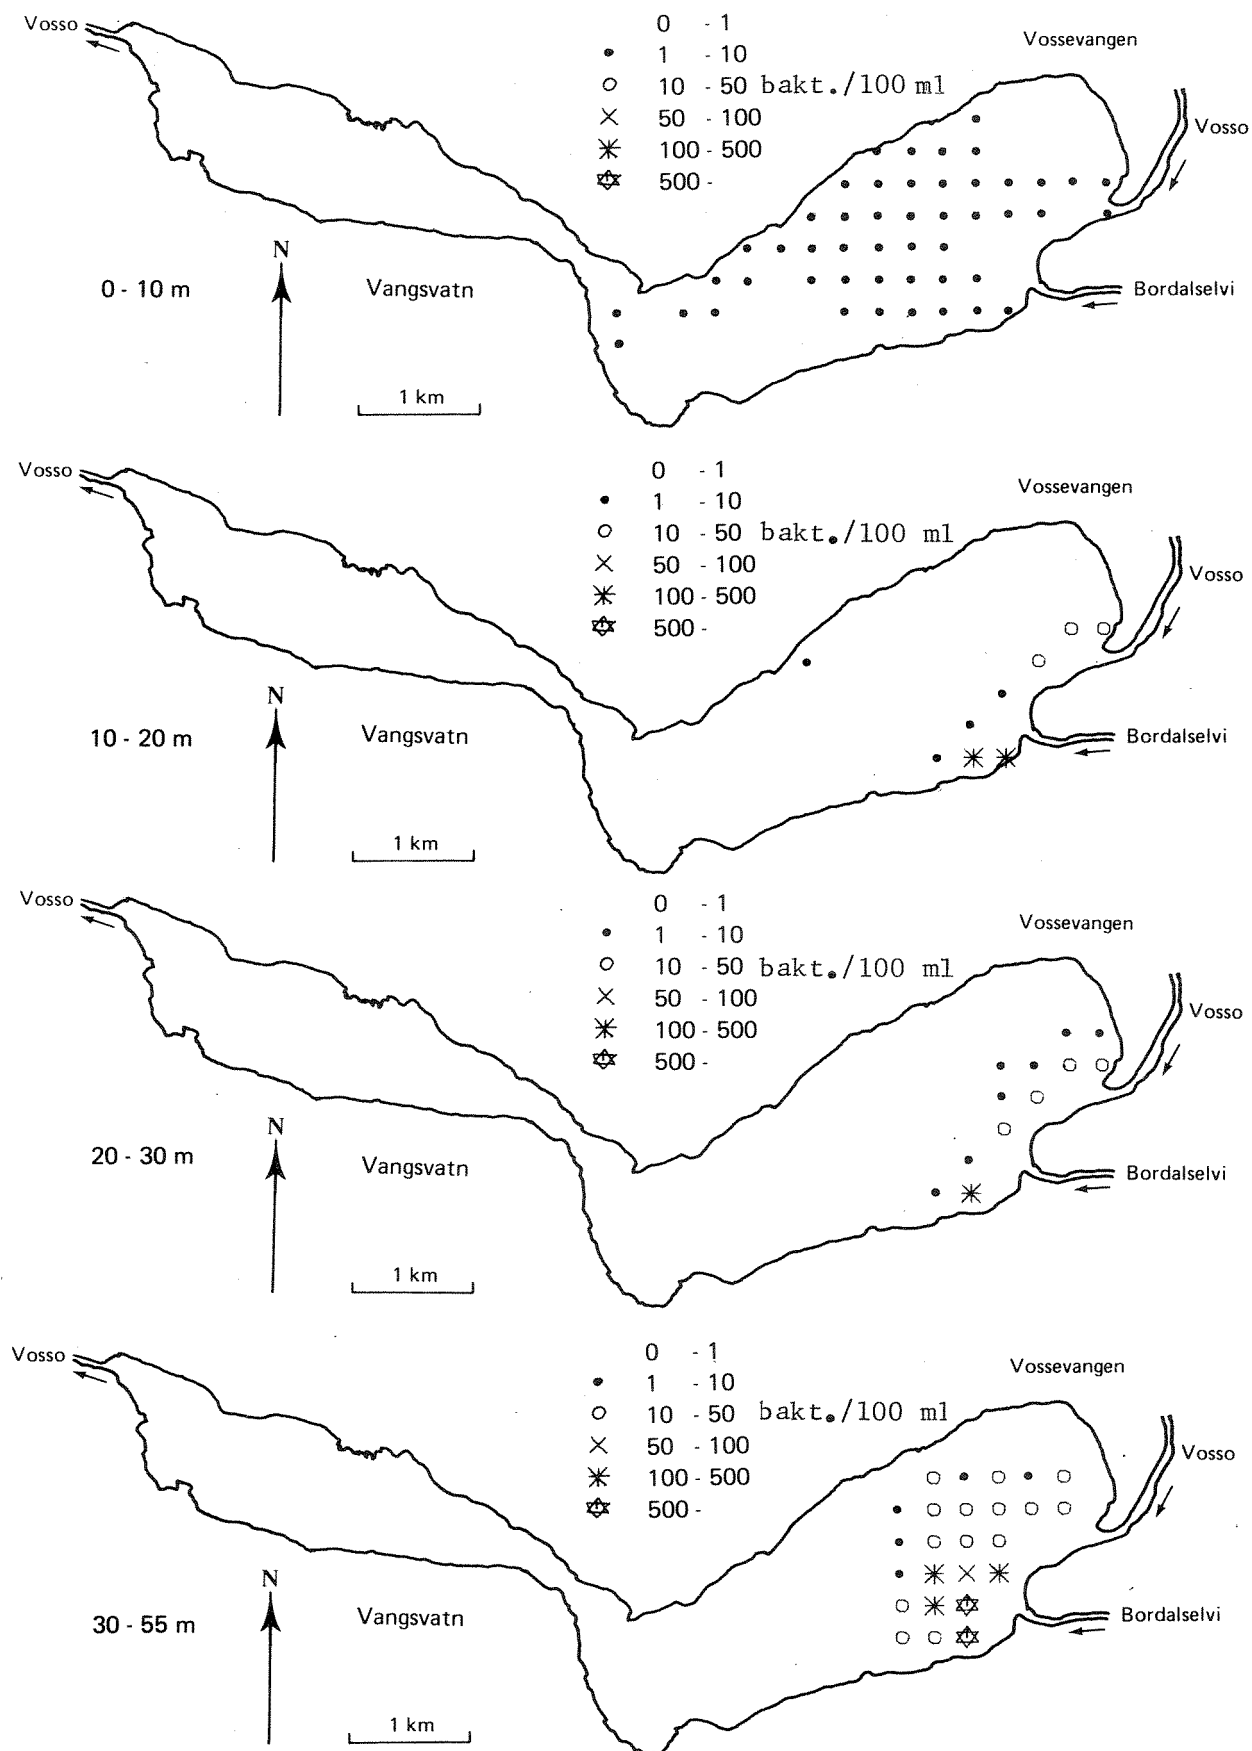 Vosso
0 - 1
1 - 10
10 - 50 bakt./100 ml
50 - 100
100 - 500
500 -
Vossevangen
Vosso
N
0 - 10 m
Vangsvatn
Bordalselvi
1 km
Vosso
0 - 1
1 - 10
10 - 50 bakt./100 ml
50 - 100
100 - 500
500 -
Vossevangen
Vosso
N
10 - 20 m
Vangsvatn
Bordalselvi
1 km
Vosso
0 - 1
1 - 10
10 - 50 bakt./100 ml
50 - 100
100 - 500
500 -
Vossevangen
Vosso
N
20 - 30 m
Vangsvatn
Bordalselvi
1 km
Vosso
0 - 1
1 - 10
10 - 50 bakt./100 ml
50 - 100
100 - 500
500 -
Vossevangen
Vosso
N
30 - 55 m
Vangsvatn
Bordalselvi
1 km